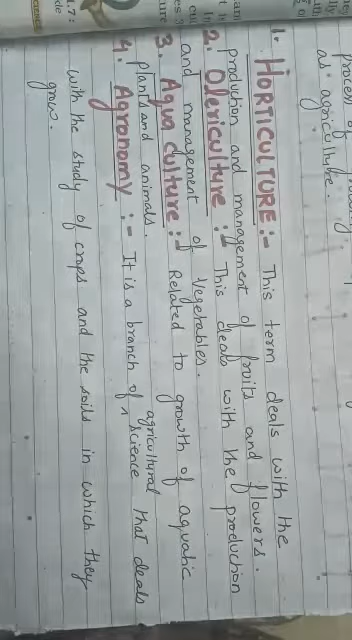 process of
as agriculture.
1. HORTICULTURE:- This term deals with the
production and management of fruits and flowers.
2. Olericulture :- This deals with the production
and management of vegetables.
3. Aqua culture :- Related to growth of aquatic
plants and animals.
4. Agronomy :- It is a branch of agricultural science that deals
with the study of crops and the soils in which they
grow.